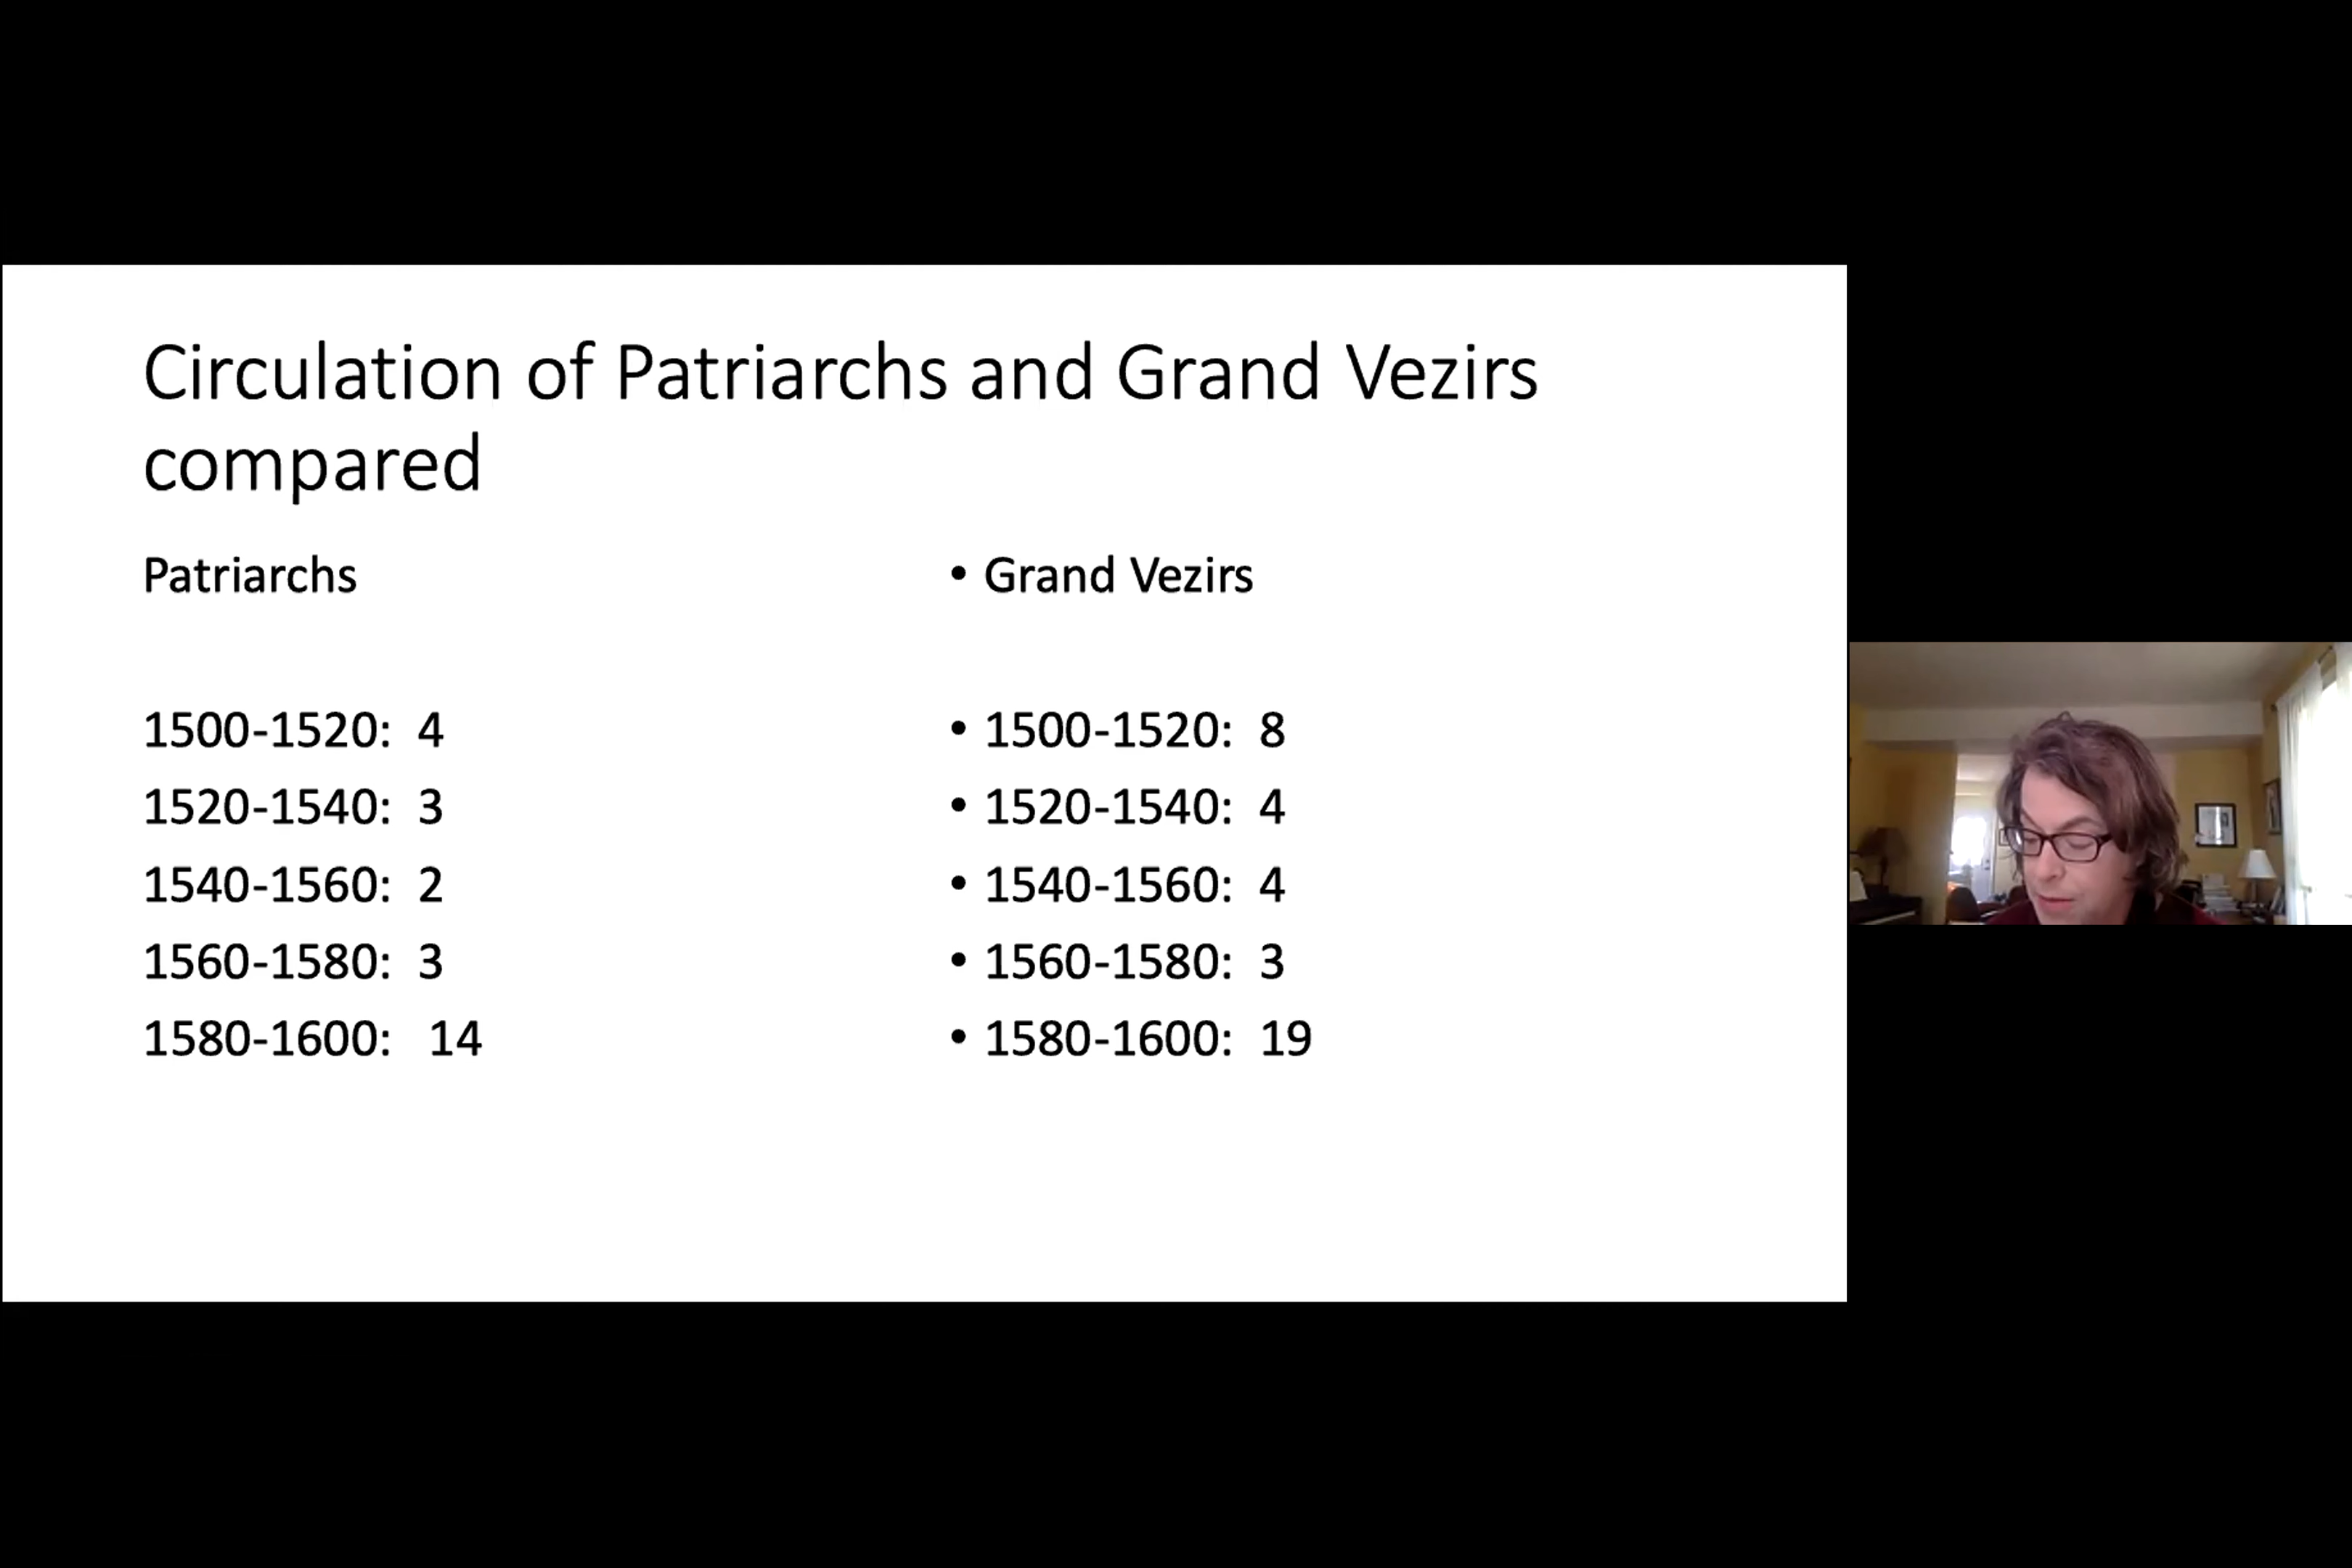 Circulation of Patriarchs and Grand Vezirs
compared
Patriarchs
1500-1520: 4
1520-1540: 3
1540-1560: 2
1560-1580: 3
1580-1600: 14
• Grand Vezirs
• 1500-1520: 8
• 1520-1540: 4
• 1540-1560: 4
• 1560-1580: 3
• 1580-1600: 19